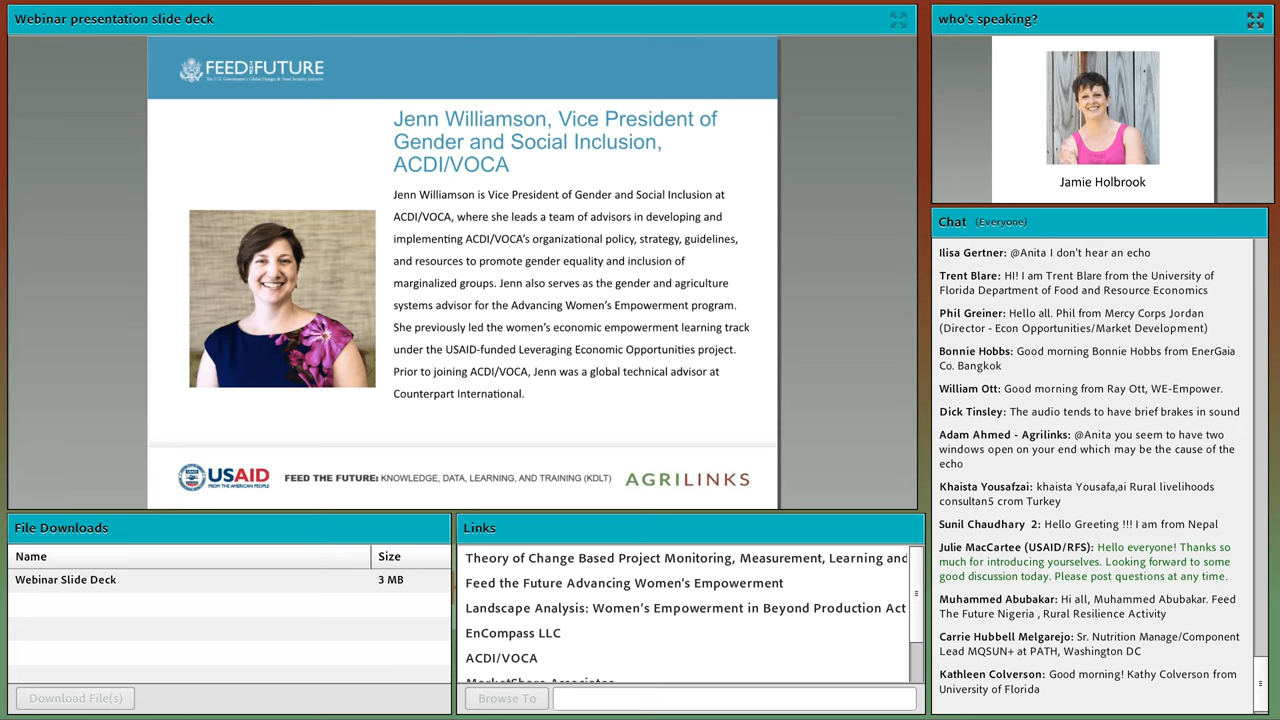 Webinar presentation slide deck
FEED THE FUTURE
The U.S. Government's Global Hunger & Food Security Initiative
Jenn Williamson, Vice President of
Gender and Social Inclusion,
ACDI/VOCA
Jenn Williamson is Vice President of Gender and Social Inclusion at
ACDI/VOCA, where she leads a team of advisors in developing and
implementing ACDI/VOCA's organizational policy, strategy, guidelines,
and resources to promote gender equality and inclusion of
marginalized groups. Jenn also serves as the gender and agriculture
systems advisor for the Advancing Women's Empowerment program.
She previously led the women's economic empowerment learning track
under the USAID-funded Leveraging Economic Opportunities project.
Prior to joining ACDI/VOCA, Jenn was a global technical advisor at
Counterpart International.
USAID
FROM THE AMERICAN PEOPLE
FEED THE FUTURE: KNOWLEDGE, DATA, LEARNING, AND TRAINING (KDLT)
AGRILINKS
who's speaking?
Jamie Holbrook
Chat (Everyone)
Ilisa Gertner: @Anita I don't hear an echo
Trent Blare: HI! I am Trent Blare from the University of
Florida Department of Food and Resource Economics
Phil Greiner: Hello all. Phil from Mercy Corps Jordan
(Director - Econ Opportunities/Market Development)
Bonnie Hobbs: Good morning Bonnie Hobbs from EnerGaia
Co. Bangkok
William Ott: Good morning from Ray Ott, WE-Empower.
Dick Tinsley: The audio tends to have brief brakes in sound
Adam Ahmed - Agrilinks: @Anita you seem to have two
windows open on your end which may be the cause of the
echo
Khaista Yousafzai: khaista Yousafa,ai Rural livelihoods
consultan5 crom Turkey
Sunil Chaudhary 2: Hello Greeting !!! I am from Nepal
Julie MacCartee (USAID/RFS): Hello everyone! Thanks so
much for introducing yourselves. Looking forward to some
good discussion today. Please post questions at any time.
Muhammed Abubakar: Hi all, Muhammed Abubakar. Feed
The Future Nigeria , Rural Resilience Activity
Carrie Hubbell Melgarejo: Sr. Nutrition Manage/Component
Lead MQSUN+ at PATH, Washington DC
Kathleen Colverson: Good morning! Kathy Colverson from
University of Florida
File Downloads
Name Size
Webinar Slide Deck 3 MB
Download File(s)
Links
Theory of Change Based Project Monitoring, Measurement, Learning and
Feed the Future Advancing Women's Empowerment
Landscape Analysis: Women's Empowerment in Beyond Production Act
EnCompass LLC
ACDI/VOCA
MarketShare Associates
Browse To